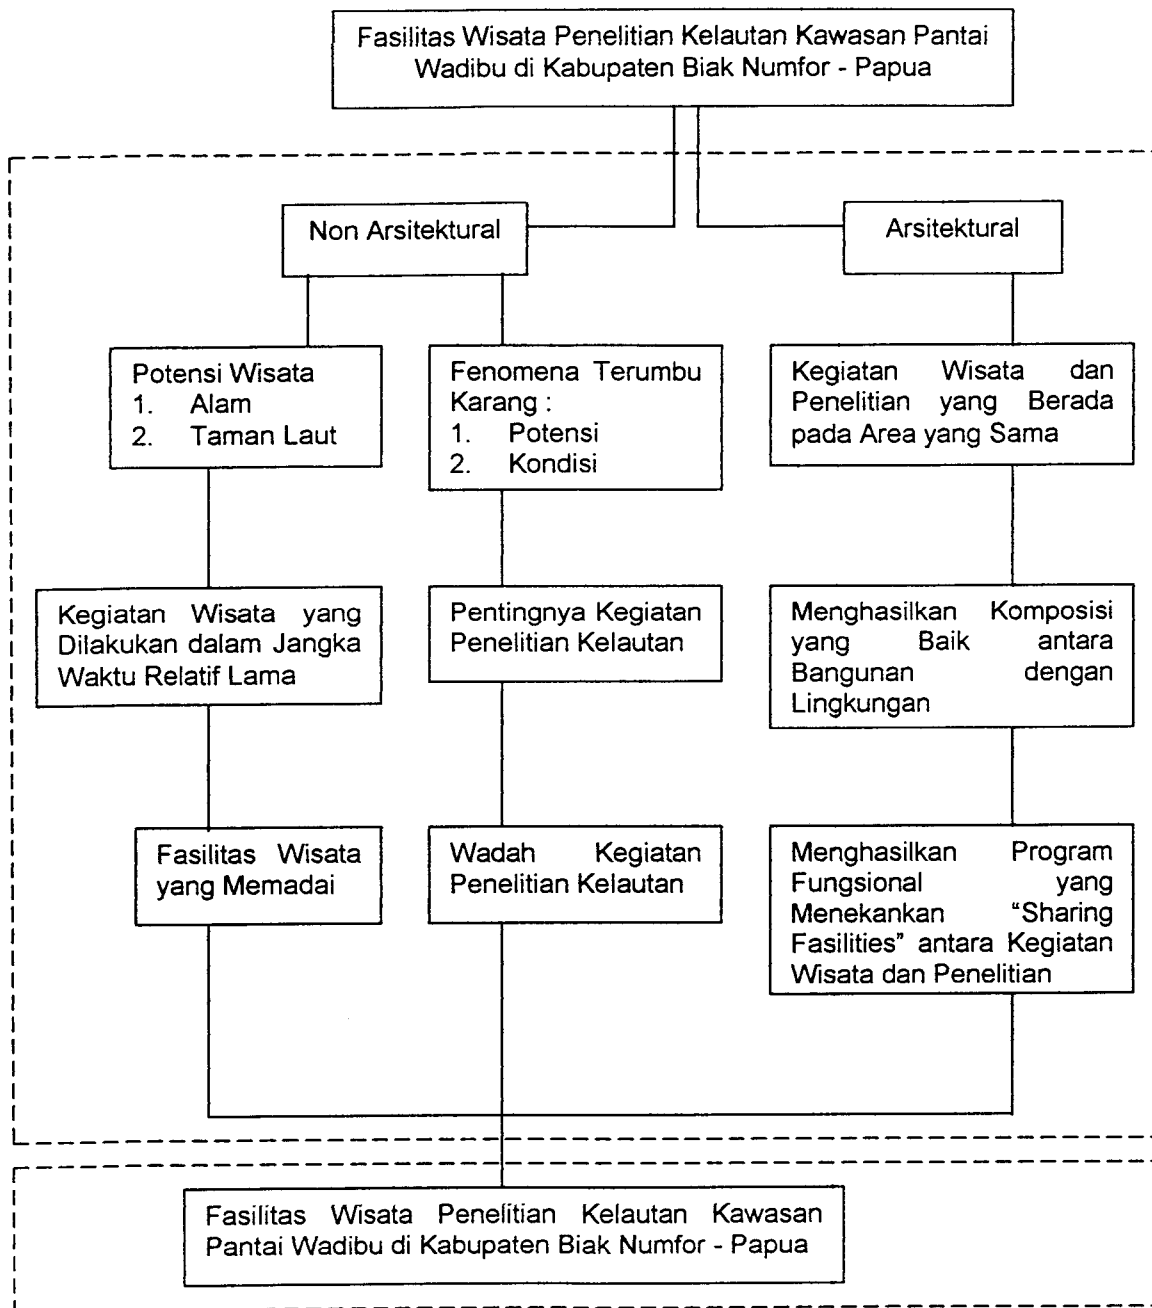 Fasilitas Wisata Penelitian Kelautan Kawasan Pantai
Wadibu di Kabupaten Biak Numfor - Papua
Non Arsitektural
Arsitektural
Potensi Wisata
1. Alam
2. Taman Laut
Fenomena Terumbu
Karang :
1. Potensi
2. Kondisi
Kegiatan Wisata dan
Penelitian yang Berada
pada Area yang Sama
Kegiatan Wisata yang
Dilakukan dalam Jangka
Waktu Relatif Lama
Pentingnya Kegiatan
Penelitian Kelautan
Menghasilkan Komposisi
yang Baik antara
Bangunan dengan
Lingkungan
Fasilitas Wisata
yang Memadai
Wadah Kegiatan
Penelitian Kelautan
Menghasilkan Program
Fungsional yang
Menekankan “Sharing
Fasilities” antara Kegiatan
Wisata dan Penelitian
Fasilitas Wisata Penelitian Kelautan Kawasan
Pantai Wadibu di Kabupaten Biak Numfor - Papua